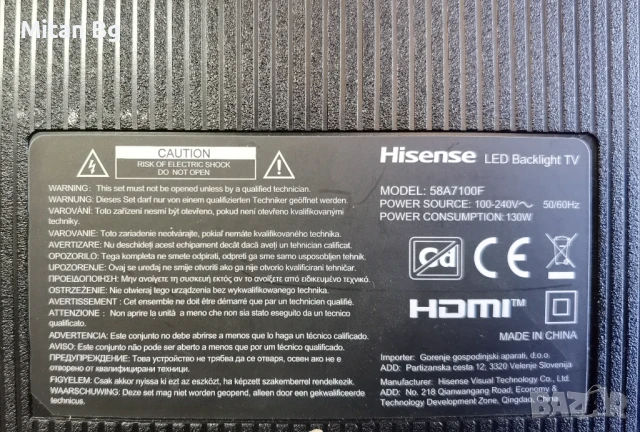 Nitan Bg
CAUTION
RISK OF ELECTRIC SHOCK
DO NOT OPEN
WARNING: This set must not be opened unless by a qualified technician.
WARNUNG: Dieses Set darf nur von einem qualifizierten Techniker geöffnet werden.
VAROVÁNÍ: Toto zařízení nesmí být otevřeno, pokud není otevřeno kvalifikovanými
techniky.
VAROVANIE: Toto zariadenie neotvárajte, pokiaľ nemáte kvalifikovaného technika.
AVERTIZARE: Nu deschideți acest echipament decât dacă aveți un tehnician calificat.
OPOZORILO: Tega kompleta ne smete odpirati, odprete ga sme samo usposobljen tehnik.
UPOZORENJE: Ovaj se uređaj ne smije otvoriti ako ga ne otvori kvalificirani tehničar.
ΠΡΟΕΙΔΟΠΟΙΗΣΗ: Μην ανοίγετε τη συσκευή εκτός αν το ανοίξει εξειδικευμένος τεχνικός.
OSTRZEŻENIE: Nie otwieraj urządzenia bez wykwalifikowanego technika.
AVERTISSEMENT: Cet ensemble ne doit être ouvert que par un technicien qualifié.
ATTENZIONE: Non aprire la unità a meno che non sia stato eseguito da un tecnico
qualificato.
ADVERTENCIA: Este conjunto no debe abrirse a menos que lo haga un técnico calificado.
AVISO: Este conjunto não deve ser aberto a menos que por um técnico qualificado.
ПРЕДУПРЕЖДЕНИЕ: Това устройство не трябва да се отваря, освен ако не е
отворено от квалифицирани техници.
FIGYELEM: Csak akkor nyissa ki ezt az eszközt, ha képzett szakemberrel rendelkezik.
WAARSCHUWING: Deze set mag niet worden geopend, alleen door een gekwalificeerde
technicus.
Hisense LED Backlight TV
MODEL: 58A7100F
POWER SOURCE: 100-240V~ 50/60Hz
POWER CONSUMPTION: 130W
Cd
CE
HDMI™
MADE IN CHINA
Importer: Gorenje gospodinjski aparati, d.o.o.
ADD: Partizanska cesta 12, 3320 Velenje Slovenija
Manufacturer: Hisense Visual Technology Co., Ltd.
ADD: No. 218 Qianwangang Road, Economy &
Technology Development Zone, Qingdao, China
BAZAR